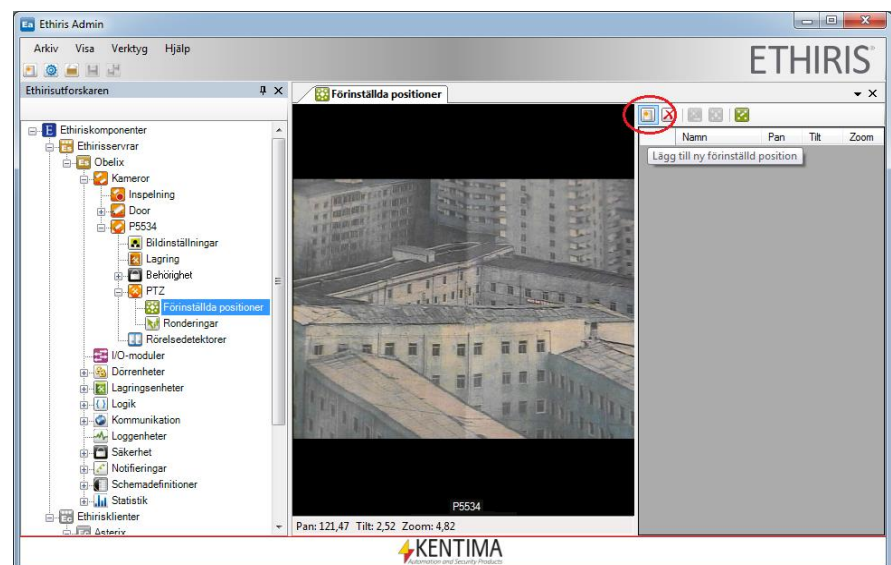 Ea Ethiris Admin
Arkiv Visa Verktyg Hjälp
ETHIRIS
Ethirisutforskaren
Förinställda positioner
Ethiriskomponenter
Ethirisservrar
Obelix
Kameror
Inspelning
Door
P5534
Bildinställningar
Lagring
Behörighet
PTZ
Förinställda positioner
Ronderingar
Rörelsedetektorer
I/O-moduler
Dörrenheter
Lagringsenheter
Logik
Kommunikation
Loggenheter
Säkerhet
Notifieringar
Schemadefinitioner
Statistik
Ethirisklienter
Asterix
P5534
Pan: 121,47 Tilt: 2,52 Zoom: 4,82
Namn Pan Tilt Zoom
Lägg till ny förinställd position
KENTIMA
Automation and Security Products